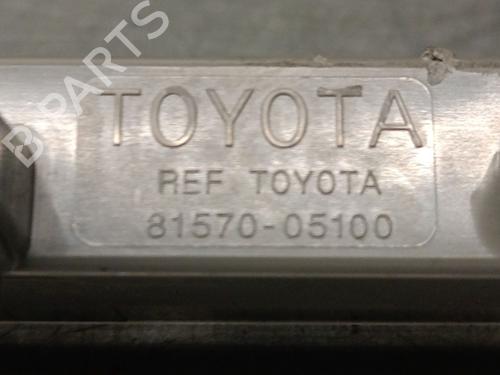 B PARTS
TOYOTA
REF TOYOTA
81570-05100